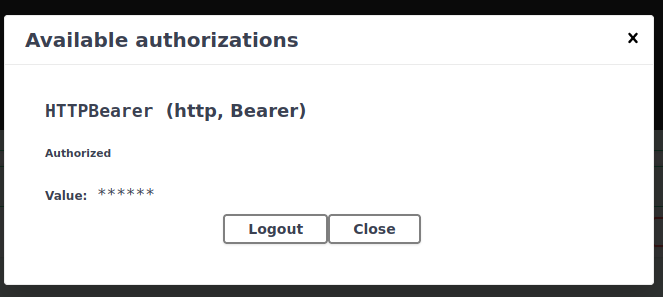 Available authorizations
×
HTTPBearer (http, Bearer)
Authorized
Value: ******
Logout Close